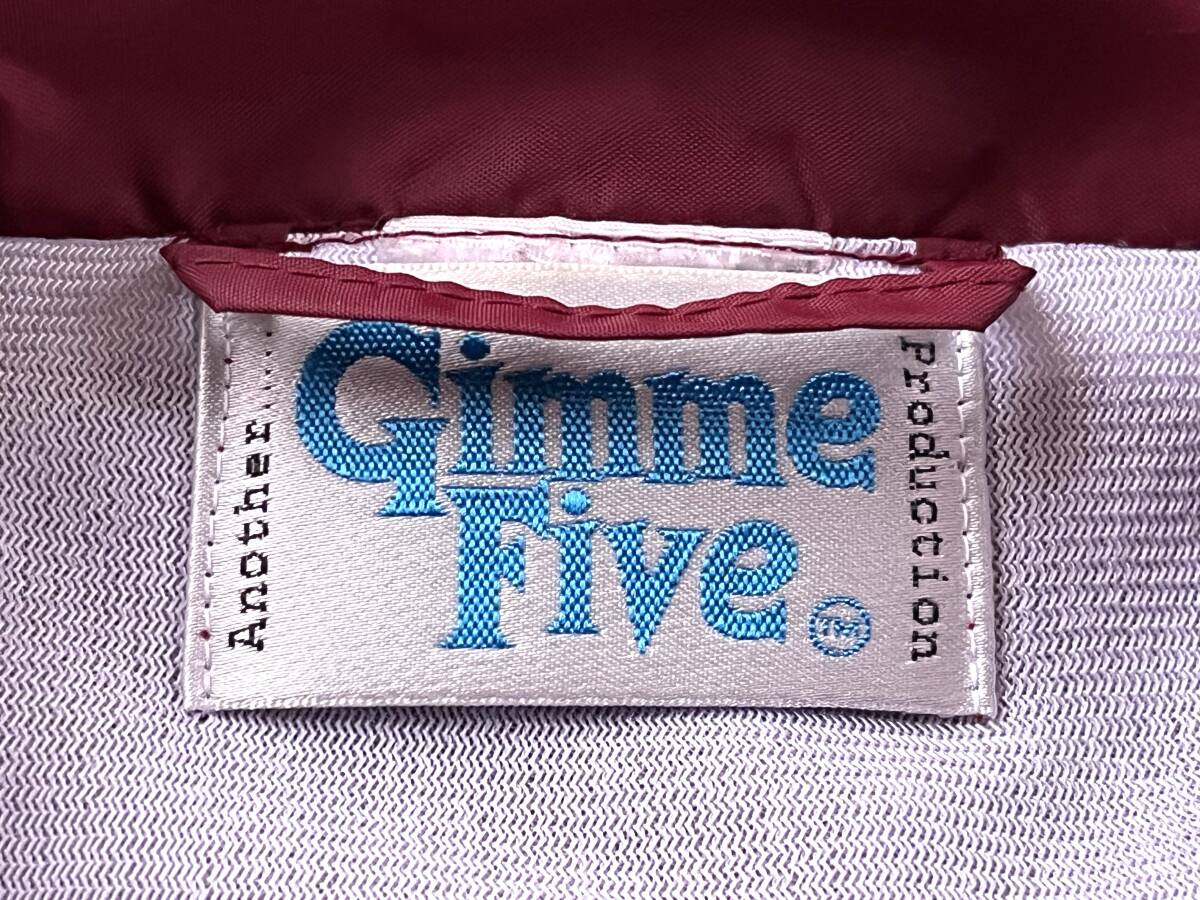 Another...
Gimme
Five
TM
Production